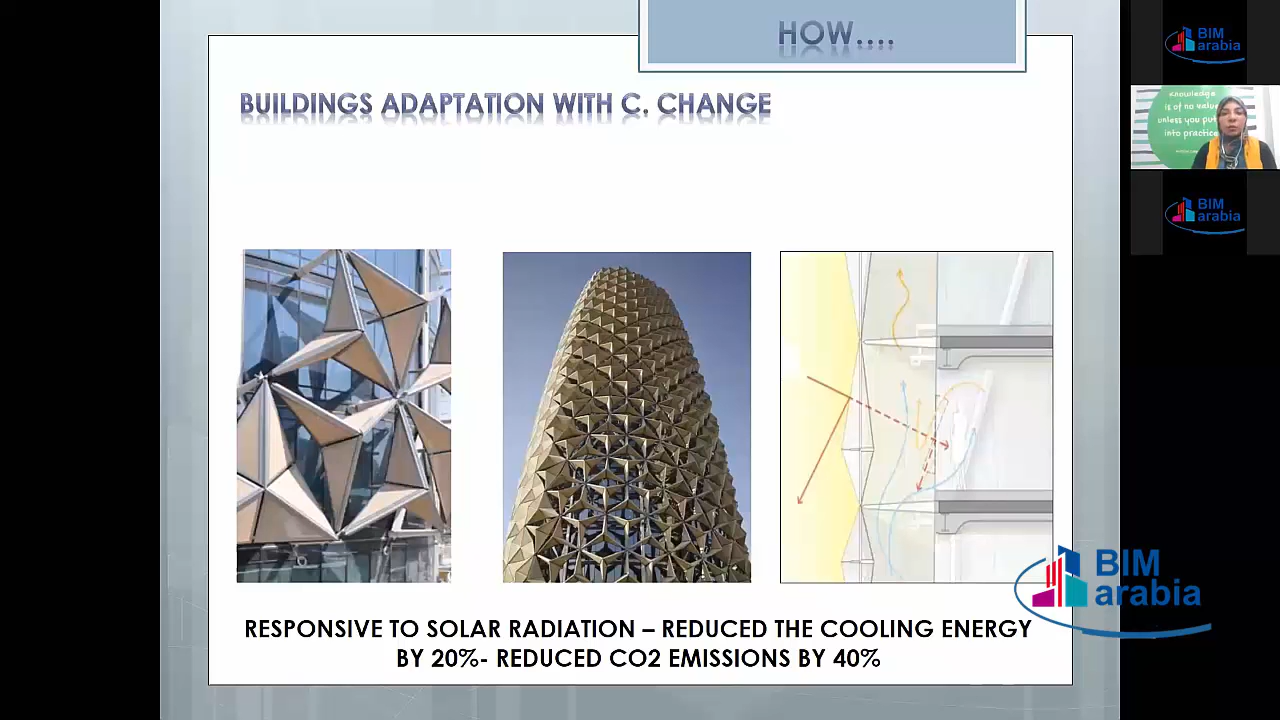 HOW....
BUILDINGS ADAPTATION WITH C. CHANGE
RESPONSIVE TO SOLAR RADIATION – REDUCED THE COOLING ENERGY
BY 20%- REDUCED CO2 EMISSIONS BY 40%
BIM
arabia
BIM
arabia
knowledge
is of no value
unless you put
into practice
BIM
arabia